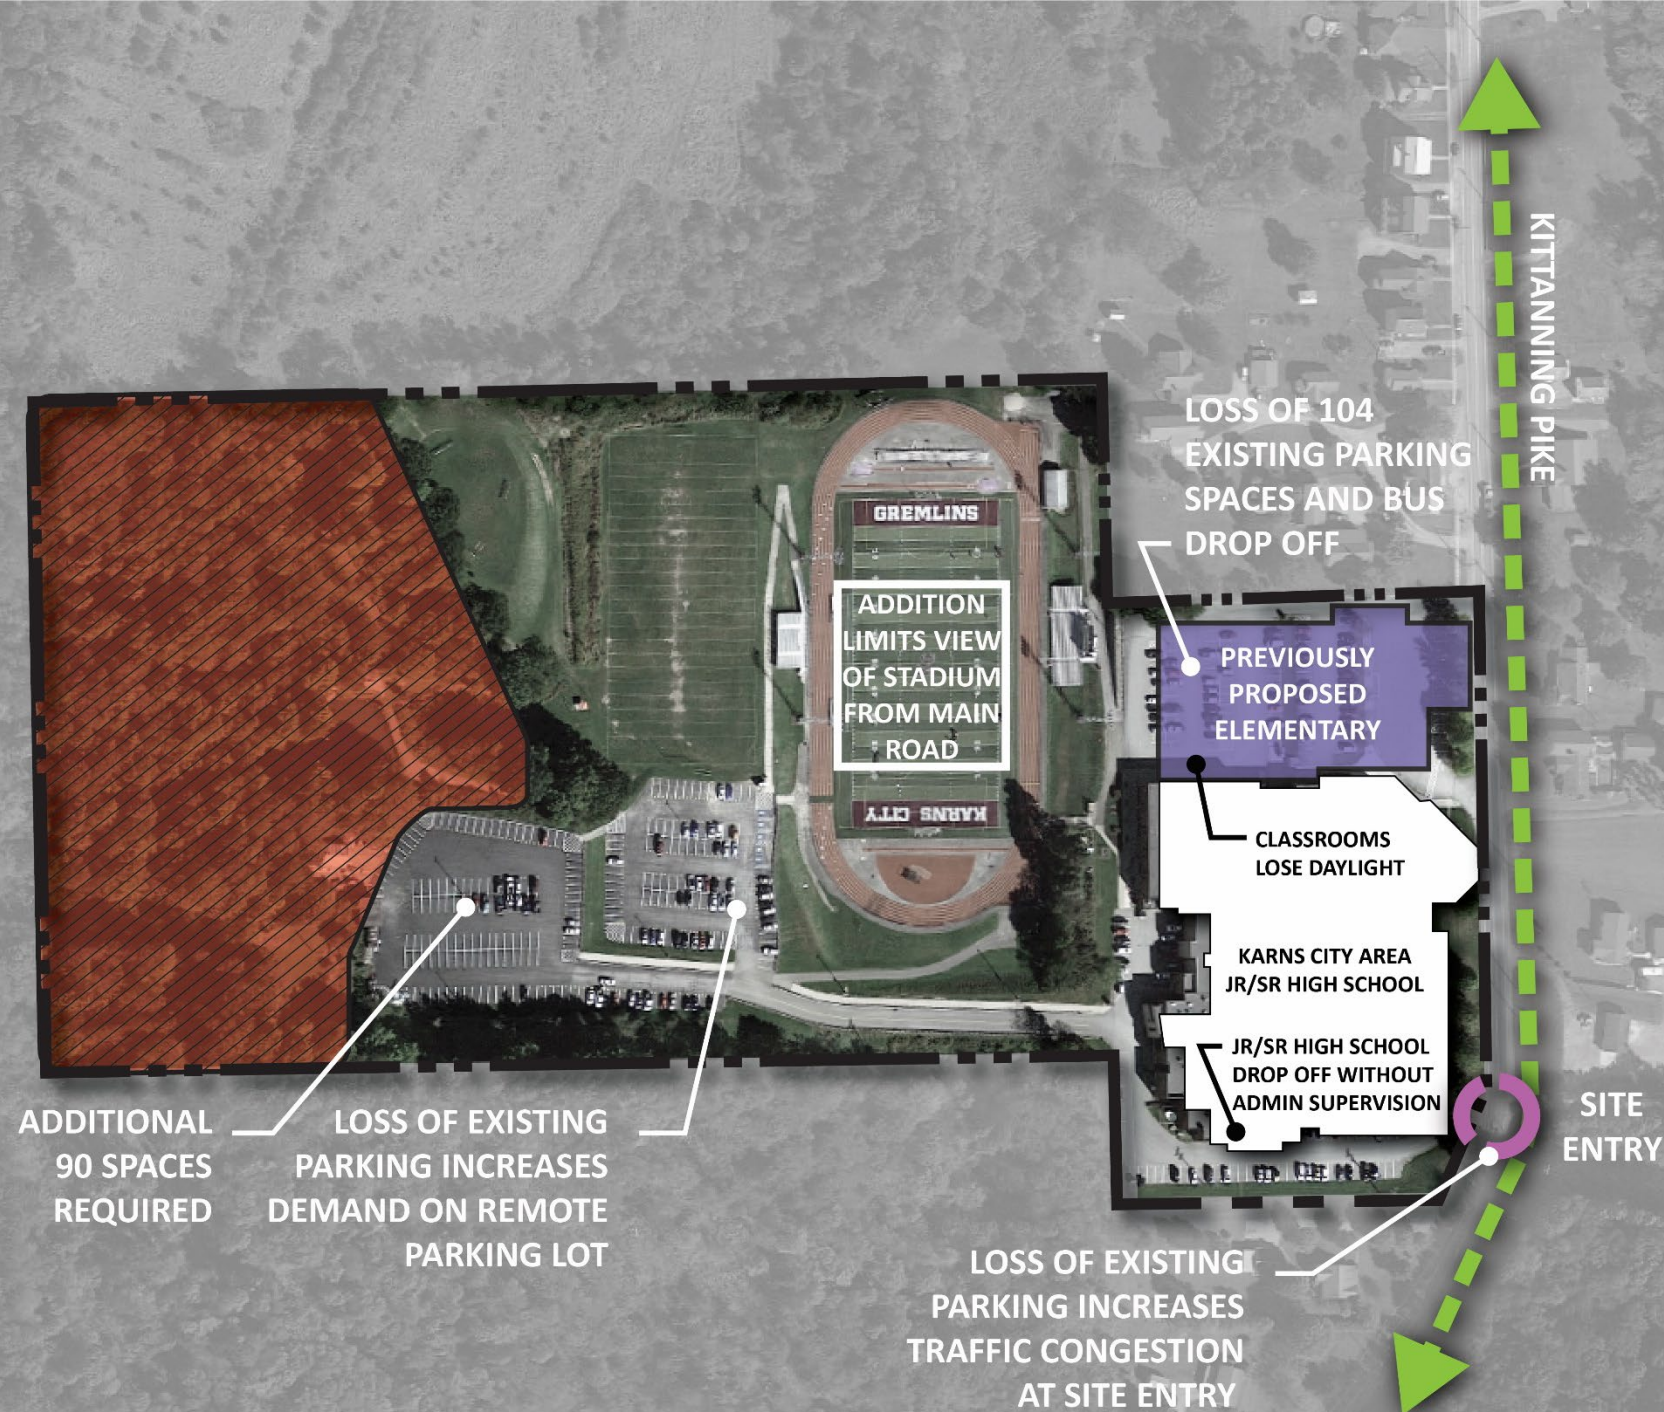 KITTANNING PIKE
LOSS OF 104
EXISTING PARKING
SPACES AND BUS
DROP OFF
GREMLINS
ADDITION
LIMITS VIEW
OF STADIUM
FROM MAIN
ROAD
KARNS CITY
PREVIOUSLY
PROPOSED
ELEMENTARY
CLASSROOMS
LOSE DAYLIGHT
KARNS CITY AREA
JR/SR HIGH SCHOOL
JR/SR HIGH SCHOOL
DROP OFF WITHOUT
ADMIN SUPERVISION
SITE
ENTRY
ADDITIONAL
90 SPACES
REQUIRED
LOSS OF EXISTING
PARKING INCREASES
DEMAND ON REMOTE
PARKING LOT
LOSS OF EXISTING
PARKING INCREASES
TRAFFIC CONGESTION
AT SITE ENTRY